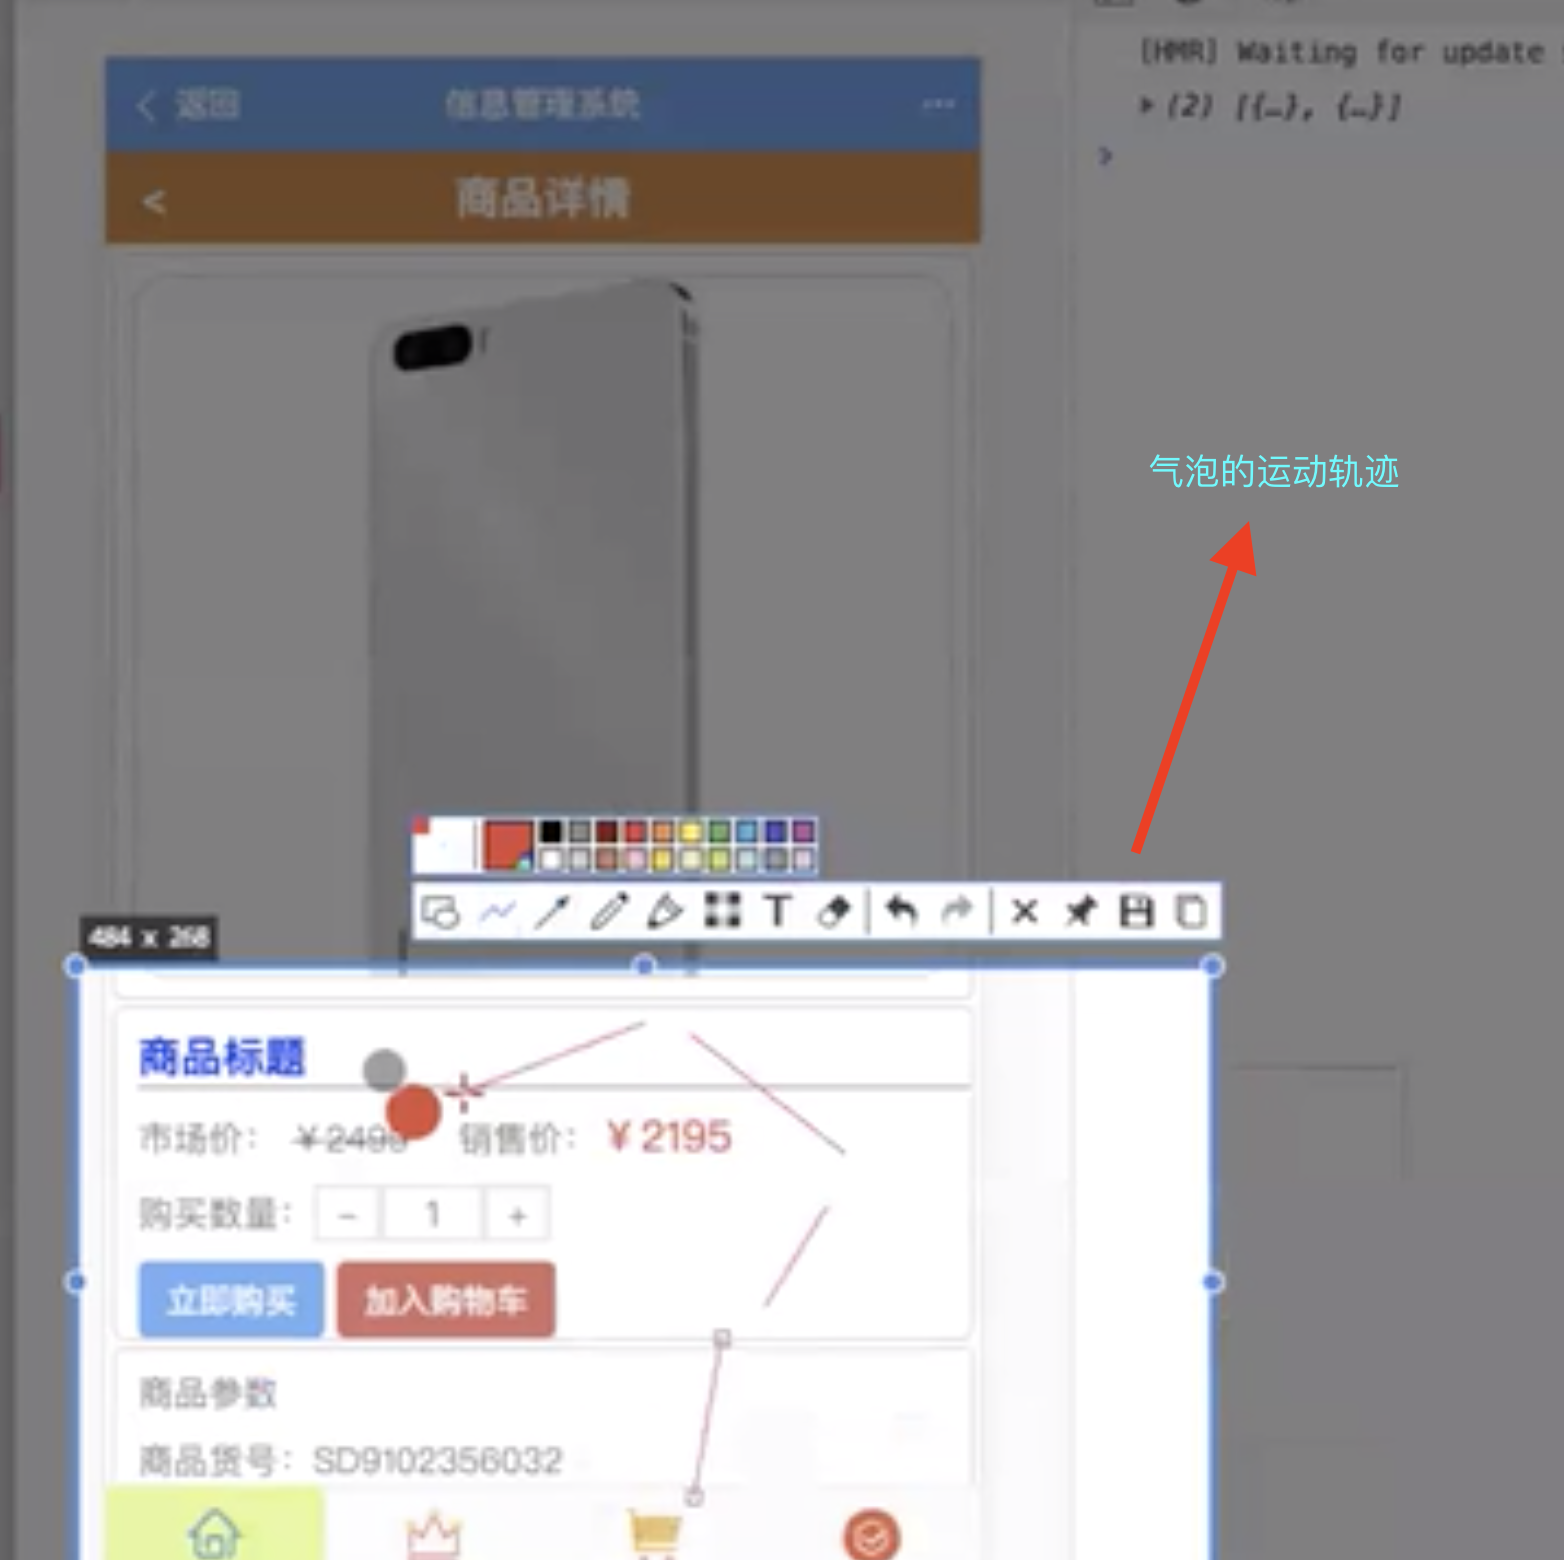 [HMR] Waiting for update
▶ (2) [{…}, {…}]
>
< 返回 信息管理系统 ···
< 商品详情
气泡的运动轨迹
T
484 x 268
商品标题
市场价： ￥2499 销售价： ￥2195
购买数量： − 1 +
立即购买 加入购物车
商品参数
商品货号： SD9102356032